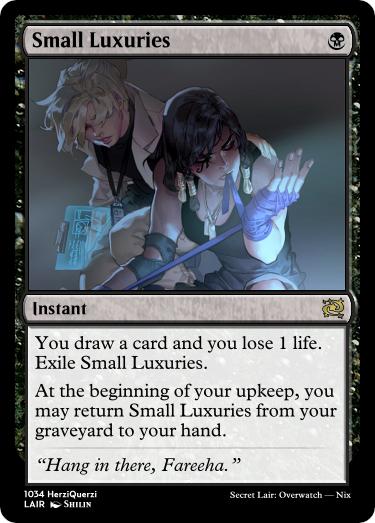 Small Luxuries
Instant
You draw a card and you lose 1 life.
Exile Small Luxuries.
At the beginning of your upkeep, you
may return Small Luxuries from your
graveyard to your hand.
“Hang in there, Fareeha.”
1034 HerziQuerzi
LAIR SHILIN
Secret Lair: Overwatch — Nix